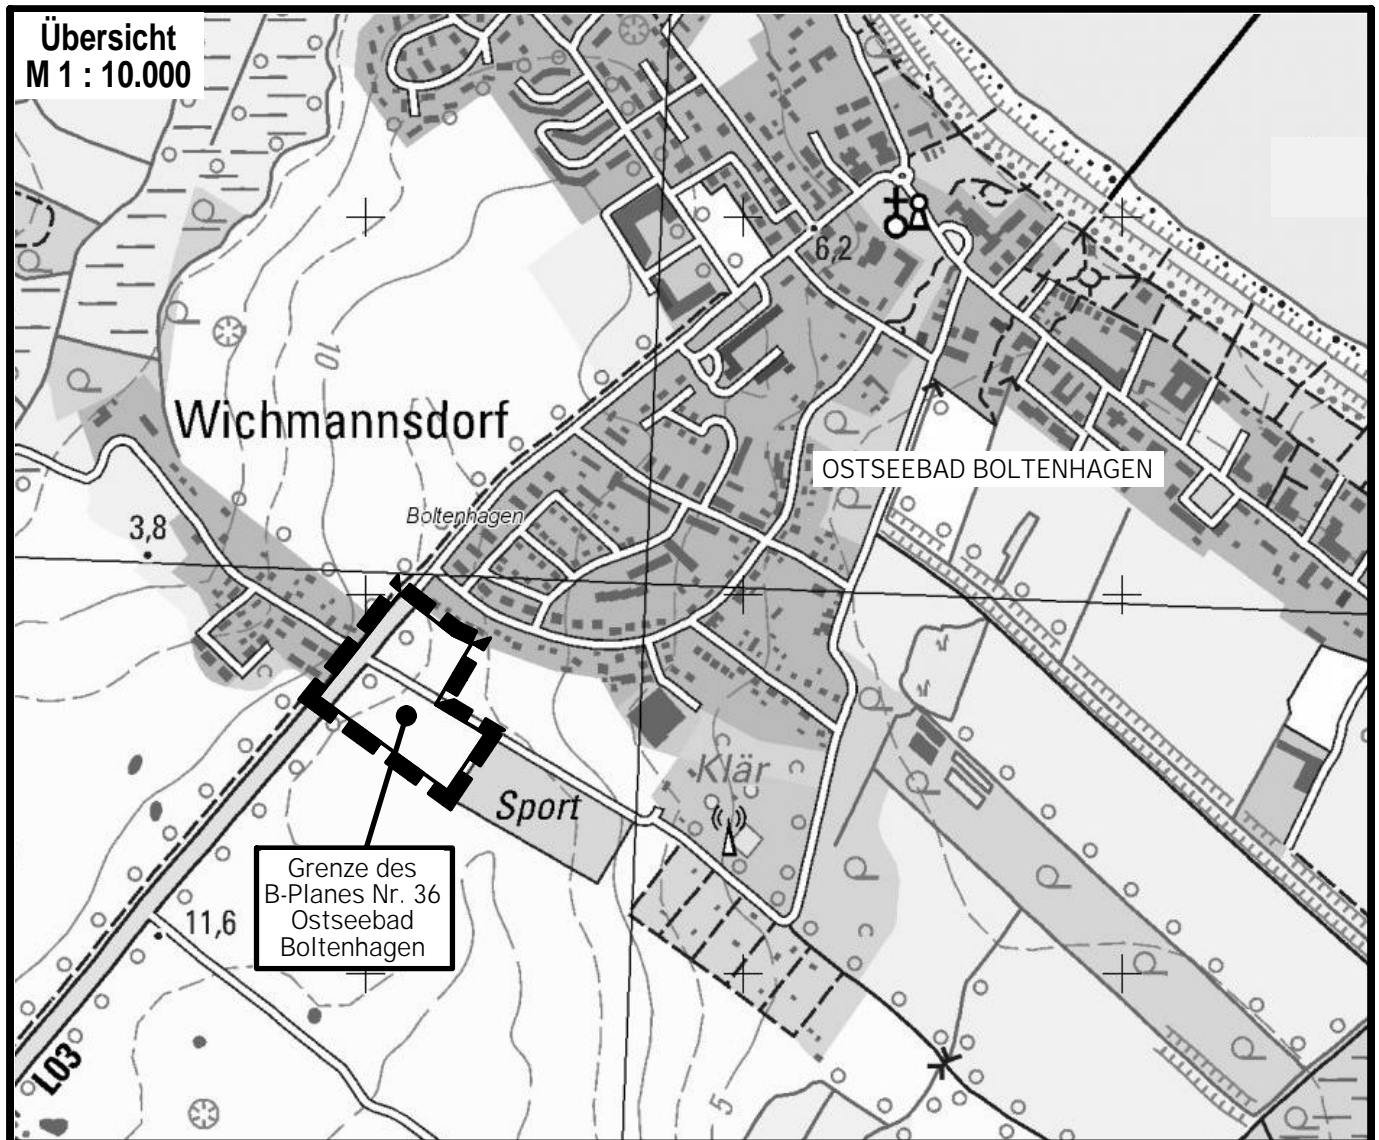 Übersicht
M 1 : 10.000
6,2
10
Wichmannsdorf
OSTSEEBAD BOLTENHAGEN
Boltenhagen
3,8
Klär
Sport
Grenze des
B-Planes Nr. 36
Ostseebad
Boltenhagen
11,6
L03
5